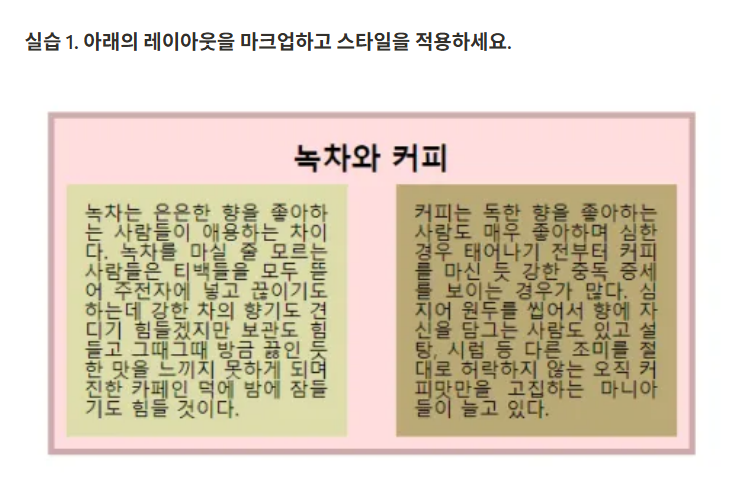 실습 1. 아래의 레이아웃을 마크업하고 스타일을 적용하세요.
녹차와 커피
녹차는 은은한 향을 좋아하
는 사람들이 애용하는 차이
다. 녹차를 마실 줄 모르는
사람들은 티백들을 모두 뜯
어 주전자에 넣고 끊이기도
하는데 강한 차의 향기도 견
디기 힘들겠지만 보관도 힘
들고 그때그때 방금 끓인 듯
한 맛을 느끼지 못하게 되며
진한 카페인 덕에 밤에 잠들
기도 힘들 것이다.
커피는 독한 향을 좋아하는
사람도 매우 좋아하며 심한
경우 태어나기 전부터 커피
를 마신 듯 강한 중독 증세
를 보이는 경우가 많다. 심
지어 원두를 씹어서 향에 자
신을 담그는 사람도 있고 설
탕, 시럽 등 다른 조미를 절
대로 허락하지 않는 오직 커
피맛만을 고집하는 마니아
들이 늘고 있다.